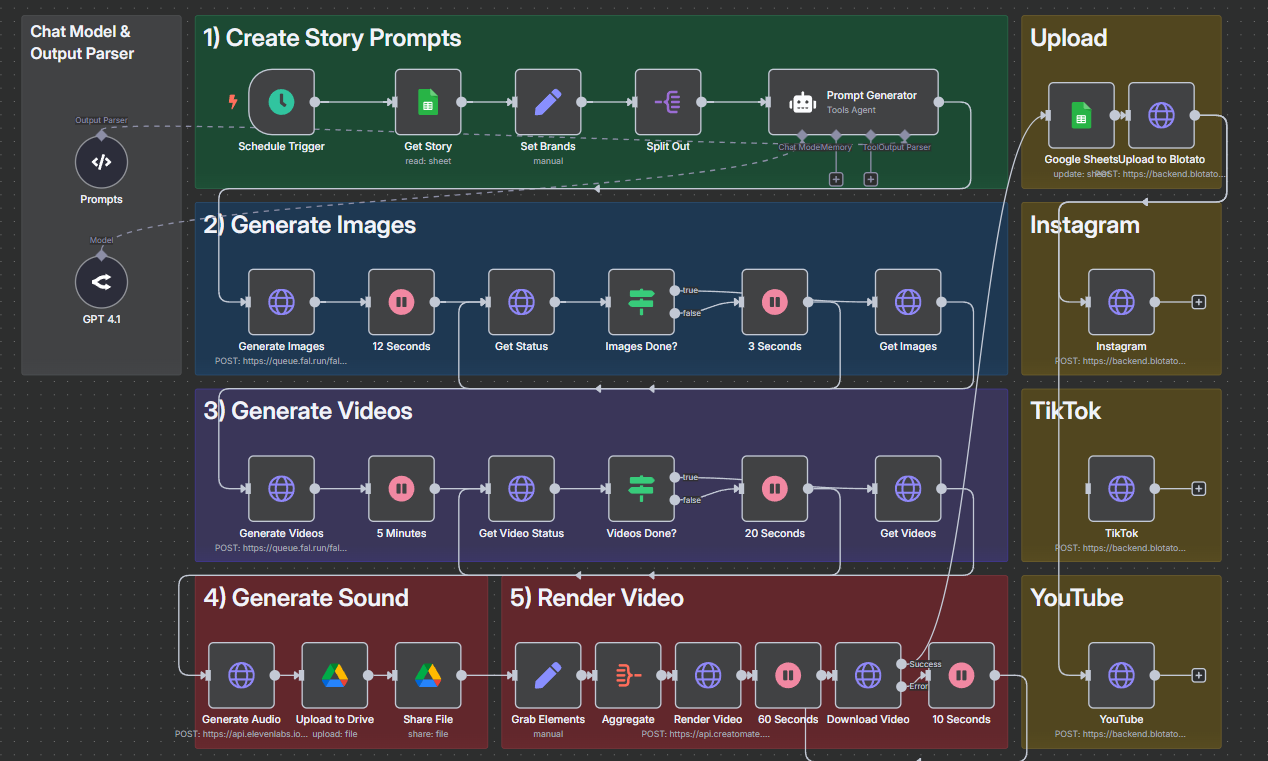 Chat Model &
Output Parser
Output Parser
Prompts
Model
GPT 4.1
1) Create Story Prompts
Schedule Trigger
Get Story
read: sheet
Set Brands
manual
Split Out
Prompt Generator
Tools Agent
Chat Model
Memory
Tool
Output Parser
2) Generate Images
Generate Images
POST: https://queue.fal.run/fal...
12 Seconds
Get Status
Images Done?
true
false
3 Seconds
Get Images
3) Generate Videos
Generate Videos
POST: https://queue.fal.run/fal...
5 Minutes
Get Video Status
Videos Done?
true
false
20 Seconds
Get Videos
4) Generate Sound
Generate Audio
POST: https://api.elevenlabs.io...
Upload to Drive
upload: file
Share File
share: file
5) Render Video
Grab Elements
manual
Aggregate
Render Video
POST: https://api.creatomate....
60 Seconds
Download Video
Success
Error
10 Seconds
Upload
Google Sheets
update: sheet
Upload to Blotato
POST: https://backend.blotato...
Instagram
Instagram
POST: https://backend.blotato...
TikTok
TikTok
POST: https://backend.blotato...
YouTube
YouTube
POST: https://backend.blotato...